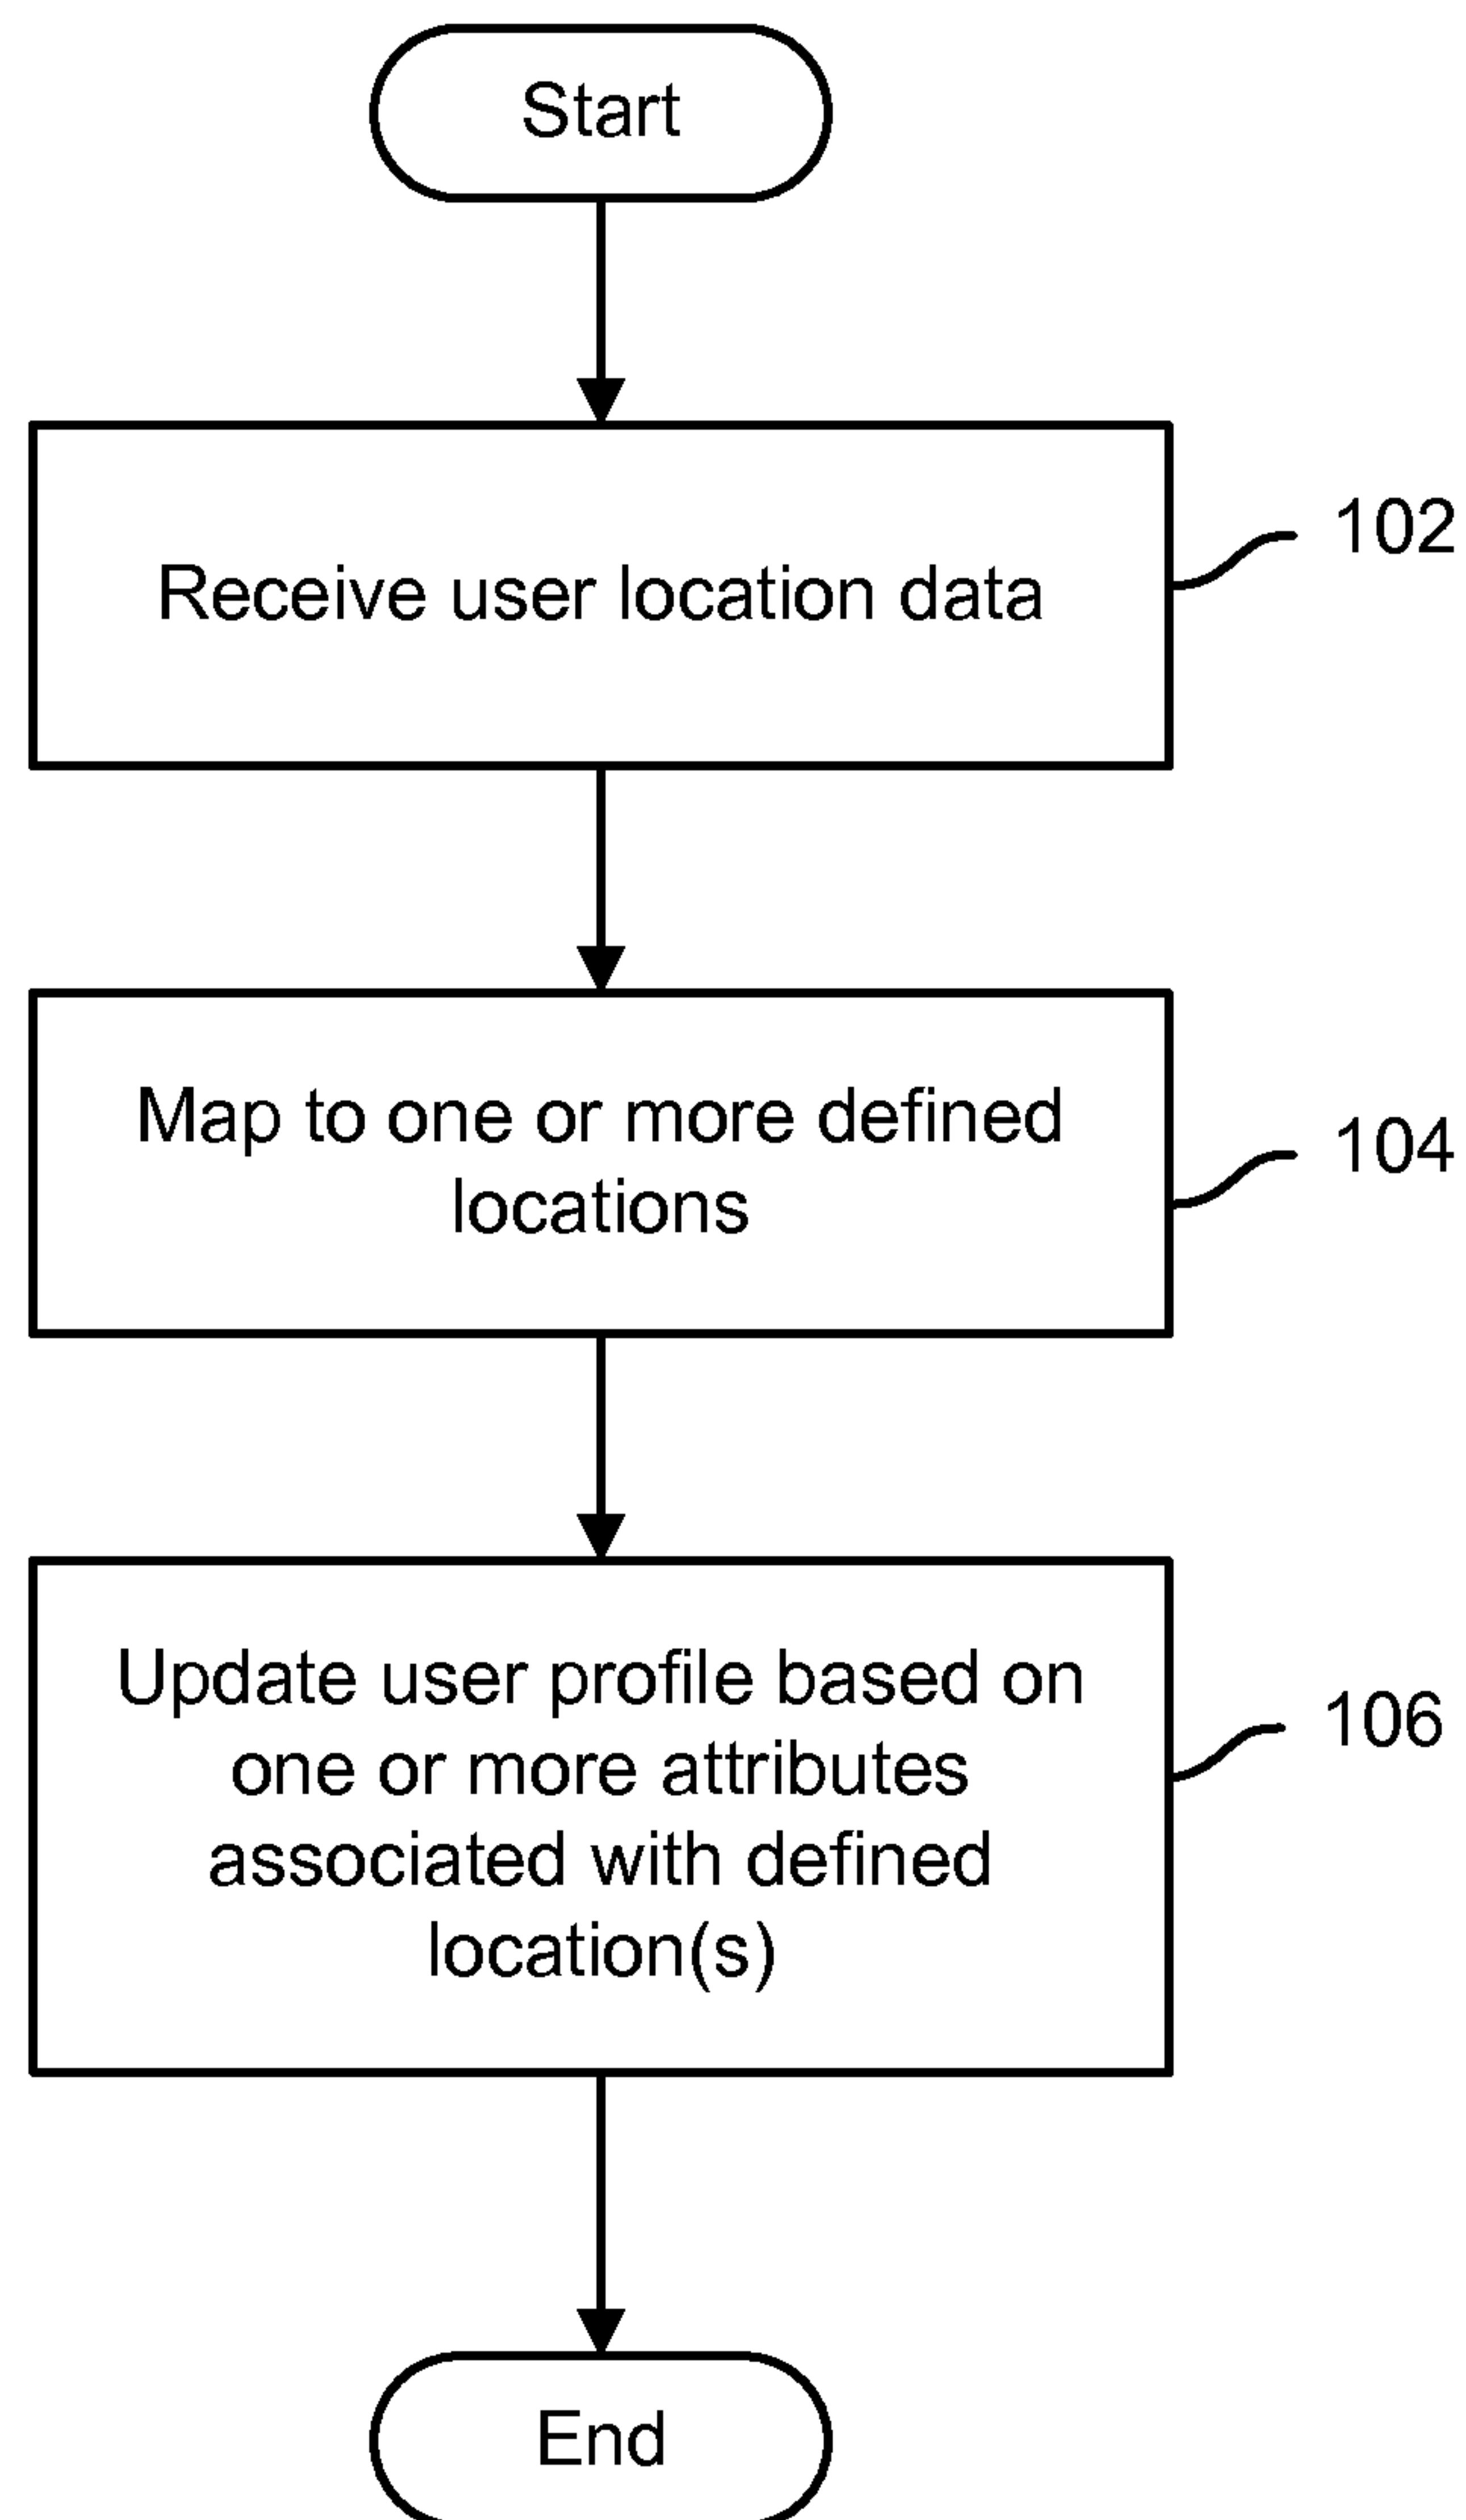 Start
Receive user location data
102
Map to one or more defined
locations
104
Update user profile based on
one or more attributes
associated with defined
location(s)
106
End